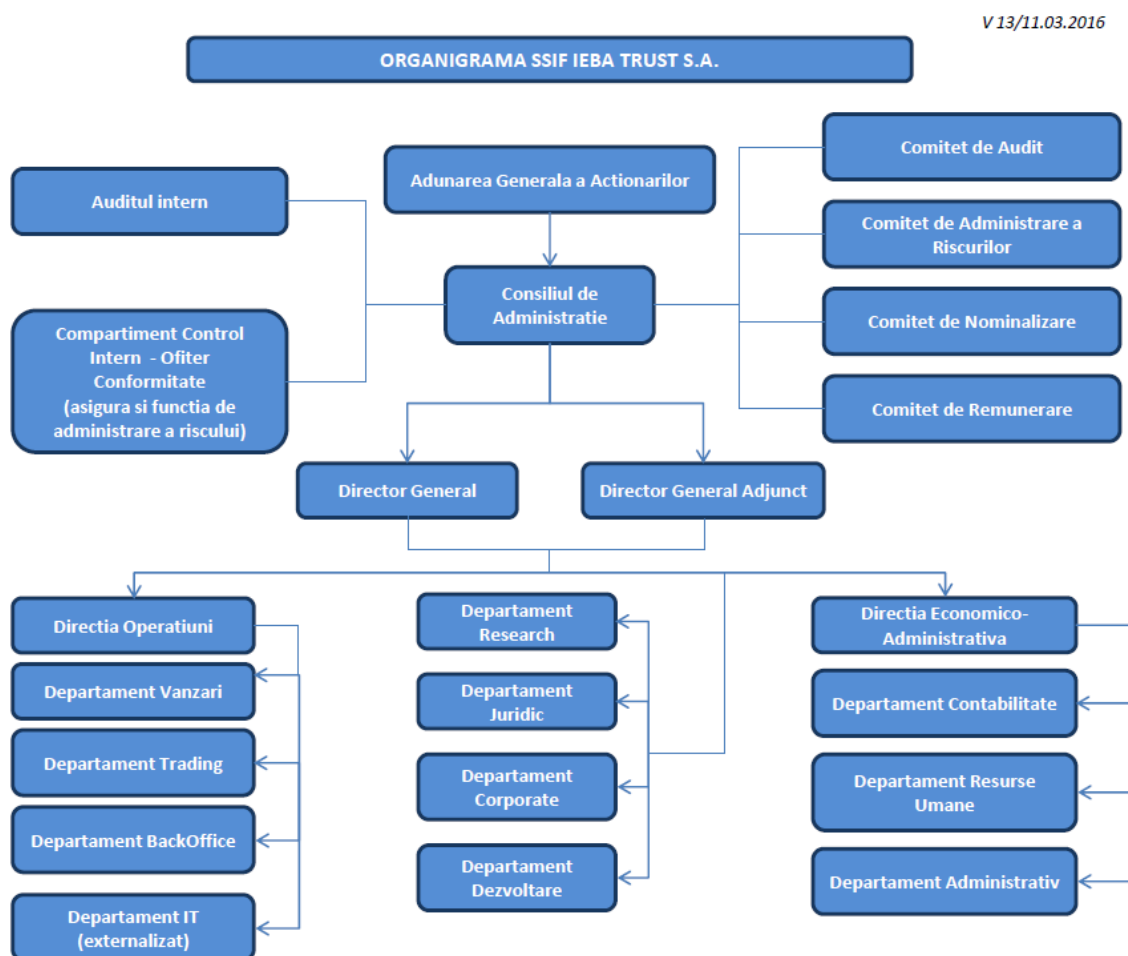 V 13/11.03.2016
ORGANIGRAMA SSIF IEBA TRUST S.A.
Adunarea Generala a Actionarilor
Auditul intern
Consiliul de
Administratie
Compartiment Control
Intern - Ofiter
Conformitate
(asigura si functia de
administrare a riscului)
Comitet de Audit
Comitet de Administrare a
Riscurilor
Comitet de Nominalizare
Comitet de Remunerare
Director General
Director General Adjunct
Directia Operatiuni
Departament Vanzari
Departament Trading
Departament BackOffice
Departament IT
(externalizat)
Departament
Research
Departament
Juridic
Departament
Corporate
Departament
Dezvoltare
Directia Economico-
Administrativa
Departament Contabilitate
Departament Resurse
Umane
Departament Administrativ